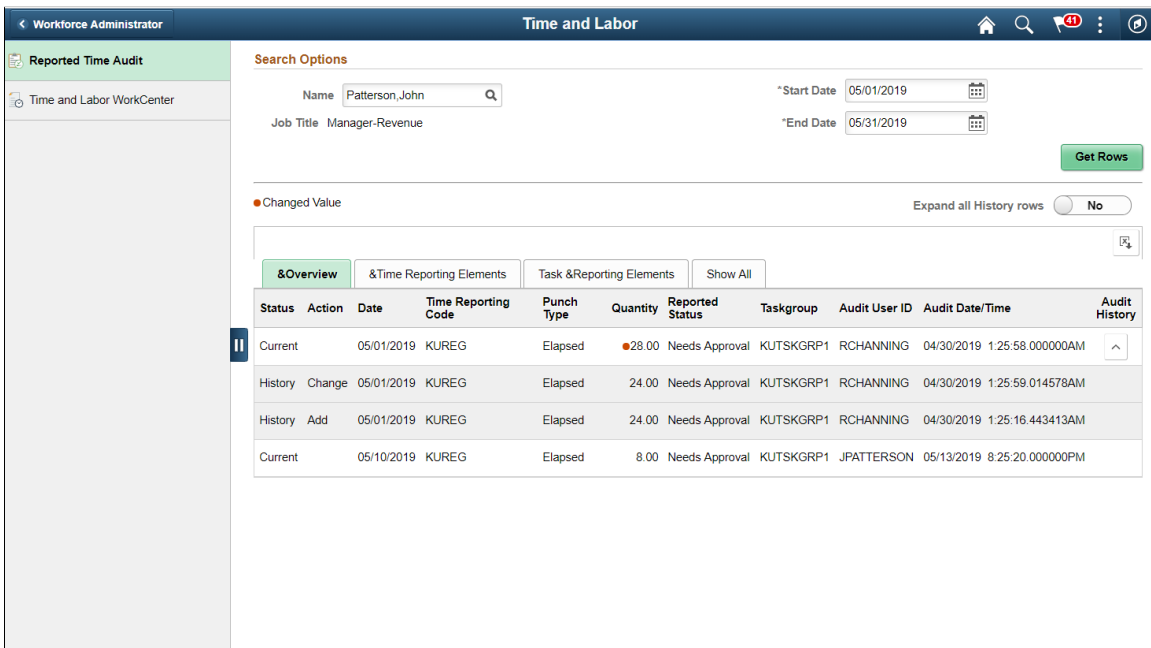 Workforce Administrator
Time and Labor
41
Reported Time Audit
Time and Labor WorkCenter
Search Options
Name Patterson,John
*Start Date 05/01/2019
Job Title Manager-Revenue
*End Date 05/31/2019
Get Rows
Changed Value
Expand all History rows No
&Overview &Time Reporting Elements Task &Reporting Elements Show All
Status Action Date Time Reporting Code Punch Type Quantity Reported Status Taskgroup Audit User ID Audit Date/Time Audit History
Current 05/01/2019 KUREG Elapsed 28.00 Needs Approval KUTSKGRP1 RCHANNING 04/30/2019 1:25:58.000000AM
History Change 05/01/2019 KUREG Elapsed 24.00 Needs Approval KUTSKGRP1 RCHANNING 04/30/2019 1:25:59.014578AM
History Add 05/01/2019 KUREG Elapsed 24.00 Needs Approval KUTSKGRP1 RCHANNING 04/30/2019 1:25:16.443413AM
Current 05/10/2019 KUREG Elapsed 8.00 Needs Approval KUTSKGRP1 JPATTERSON 05/13/2019 8:25:20.000000PM